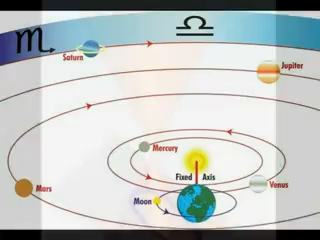 ♏ ♎
Saturn
Jupiter
Mercury
Fixed Axis
Mars
Venus
Moon